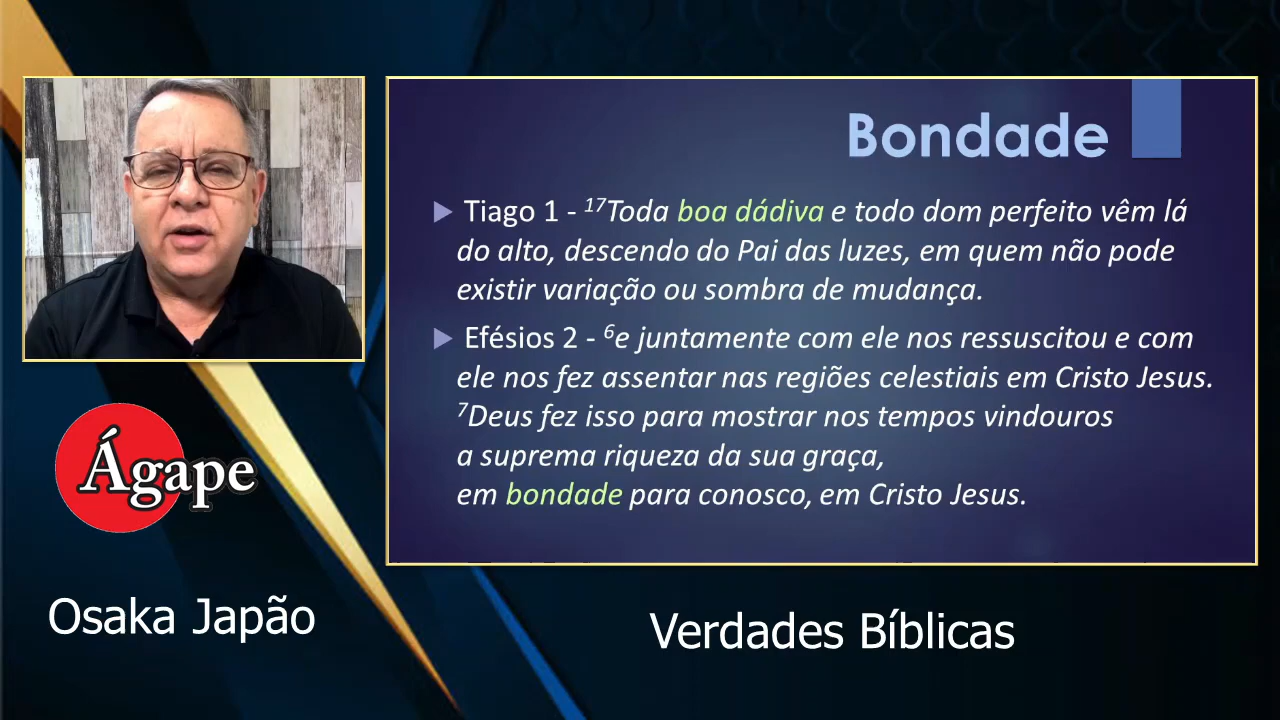 Bondade
Tiago 1 - ¹⁷Toda boa dádiva e todo dom perfeito vêm lá
do alto, descendo do Pai das luzes, em quem não pode
existir variação ou sombra de mudança.
Efésios 2 - ⁶e juntamente com ele nos ressuscitou e com
ele nos fez assentar nas regiões celestiais em Cristo Jesus.
⁷Deus fez isso para mostrar nos tempos vindouros
a suprema riqueza da sua graça,
em bondade para conosco, em Cristo Jesus.
Ágape
Osaka Japão
Verdades Bíblicas